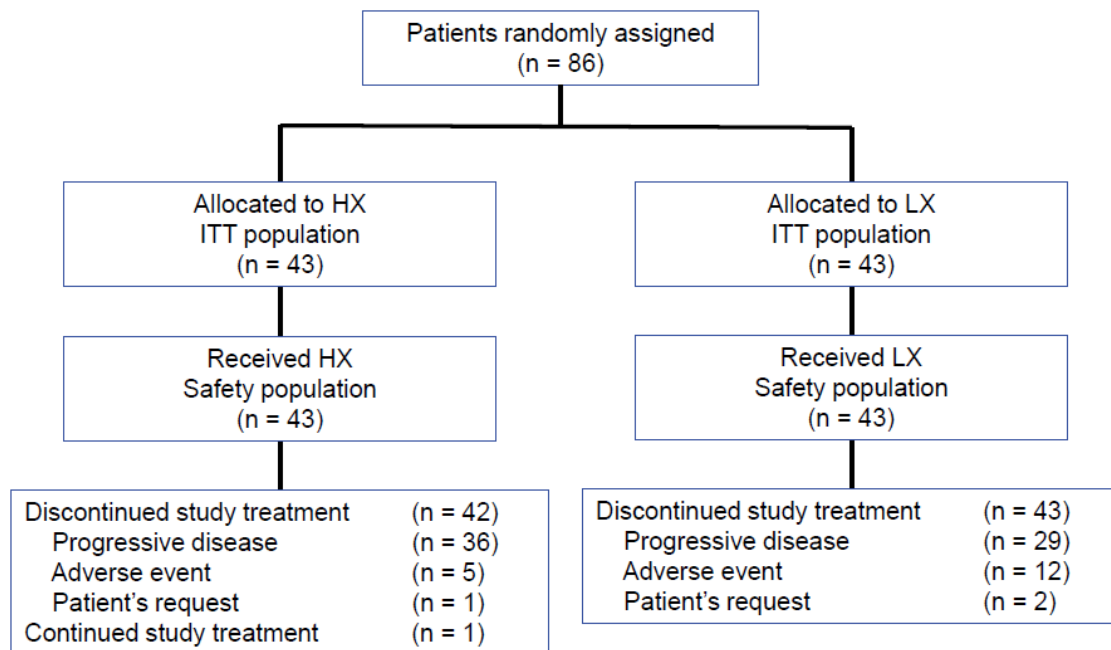 Patients randomly assigned
(n = 86)
Allocated to HX
ITT population
(n = 43)
Allocated to LX
ITT population
(n = 43)
Received HX
Safety population
(n = 43)
Received LX
Safety population
(n = 43)
Discontinued study treatment (n = 42)
Progressive disease (n = 36)
Adverse event (n = 5)
Patient's request (n = 1)
Continued study treatment (n = 1)
Discontinued study treatment (n = 43)
Progressive disease (n = 29)
Adverse event (n = 12)
Patient's request (n = 2)